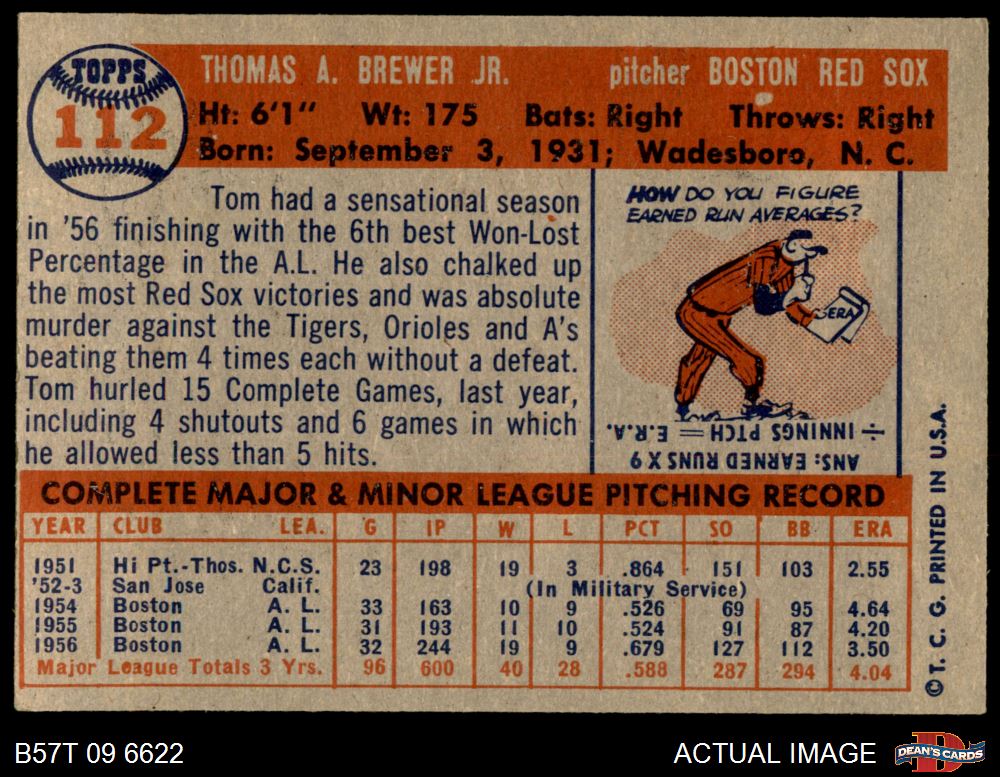 TOPPS
112
THOMAS A. BREWER JR. pitcher BOSTON RED SOX
Ht: 6'1" Wt: 175 Bats: Right Throws: Right
Born: September 3, 1931; Wadesboro, N. C.
Tom had a sensational season
in '56 finishing with the 6th best Won-Lost
Percentage in the A.L. He also chalked up
the most Red Sox victories and was absolute
murder against the Tigers, Orioles and A's
beating them 4 times each without a defeat.
Tom hurled 15 Complete Games, last year,
including 4 shutouts and 6 games in which
he allowed less than 5 hits.
HOW DO YOU FIGURE
EARNED RUN AVERAGES?
ERA
ANS: EARNED RUNS X 9
÷ INNINGS PTCH = E.R.A.
COMPLETE MAJOR & MINOR LEAGUE PITCHING RECORD
YEAR CLUB LEA. G IP W L PCT SO BB ERA
1951 Hi Pt.-Thos. N.C.S. 23 198 19 3 .864 151 103 2.55
'52-3 San Jose Calif. (In Military Service)
1954 Boston A. L. 33 163 10 9 .526 69 95 4.64
1955 Boston A. L. 31 193 11 10 .524 91 87 4.20
1956 Boston A. L. 32 244 19 9 .679 127 112 3.50
Major League Totals 3 Yrs. 96 600 40 28 .588 287 294 4.04
© T. C. G. PRINTED IN U.S.A.
B57T 09 6622
ACTUAL IMAGE
D
DEAN'S CARDS